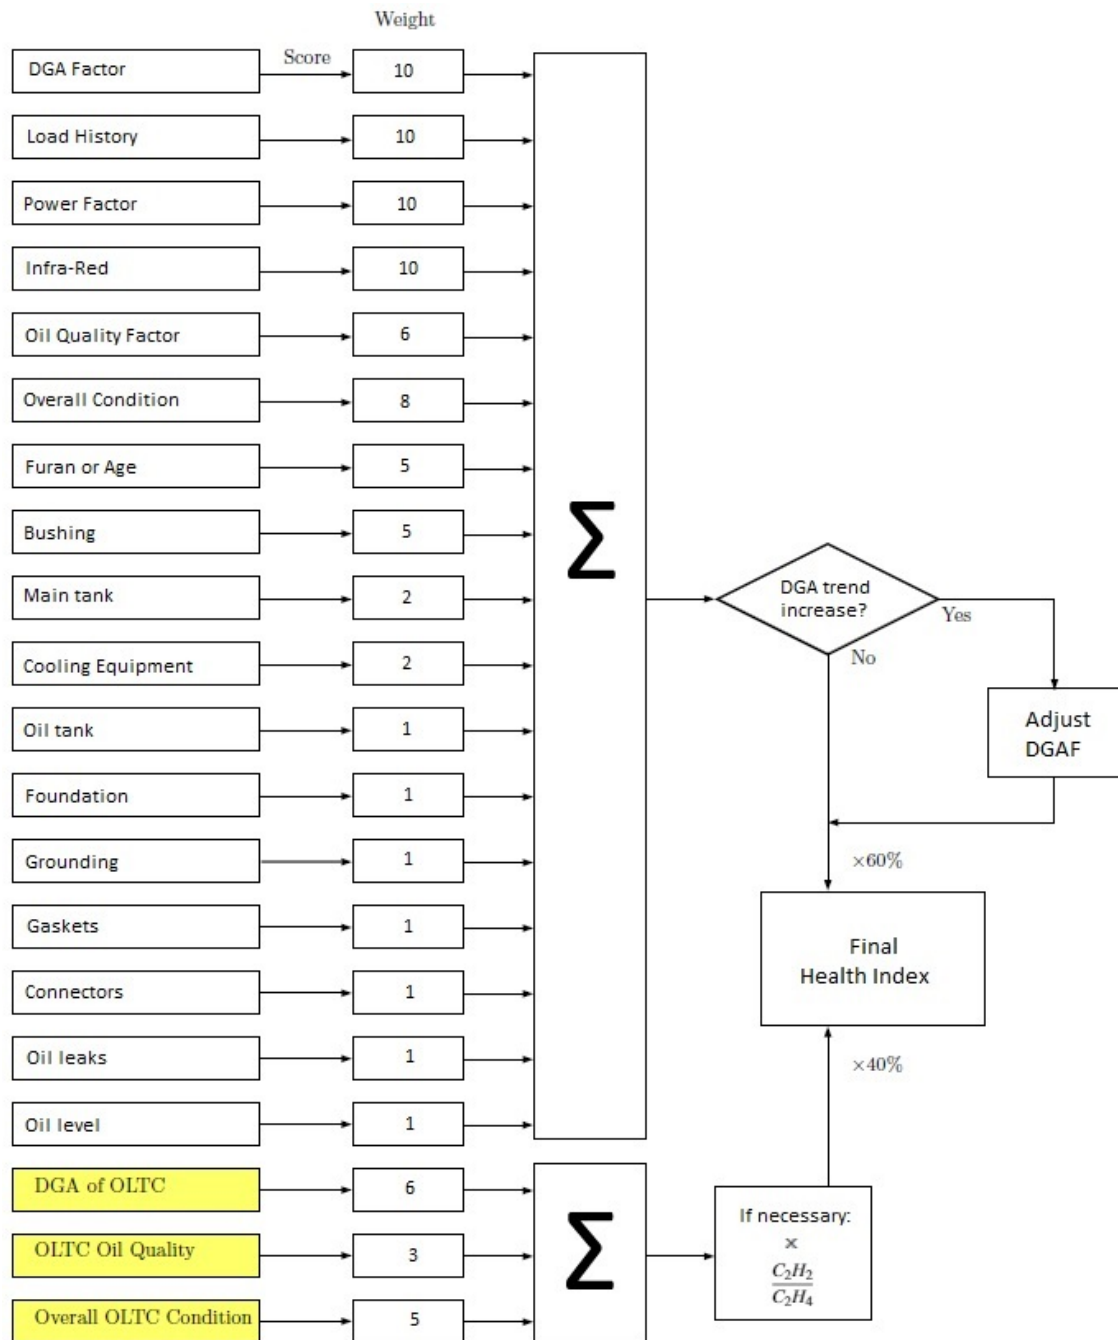 Weight
DGA Factor
Score
10
Load History
10
Power Factor
10
Infra-Red
10
Oil Quality Factor
6
Overall Condition
8
Furan or Age
5
Bushing
5
Main tank
2
Cooling Equipment
2
Oil tank
1
Foundation
1
Grounding
1
Gaskets
1
Connectors
1
Oil leaks
1
Oil level
1
Σ
DGA trend
increase?
Yes
No
Adjust
DGAF
×60%
Final
Health Index
×40%
DGA of OLTC
6
OLTC Oil Quality
3
Overall OLTC Condition
5
Σ
If necessary:
×
C₂H₂
C₂H₄